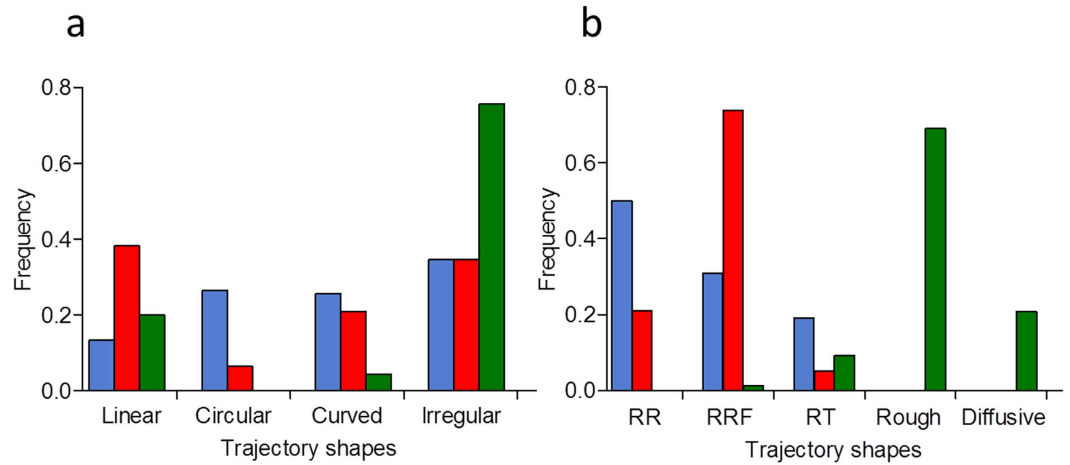 a
0.8
0.6
0.4
0.2
0.0
Frequency
Linear Circular Curved Irregular
Trajectory shapes
b
0.8
0.6
0.4
0.2
0.0
Frequency
RR RRF RT Rough Diffusive
Trajectory shapes